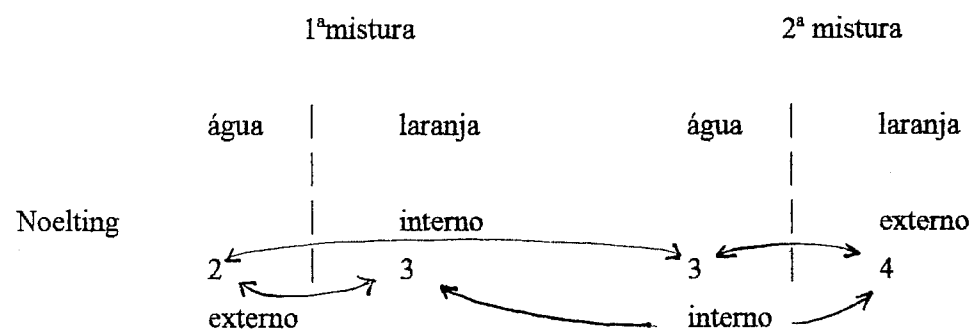 1ªmistura 2ª mistura
água laranja água laranja
Noelting interno externo
2 3 3 4
externo interno